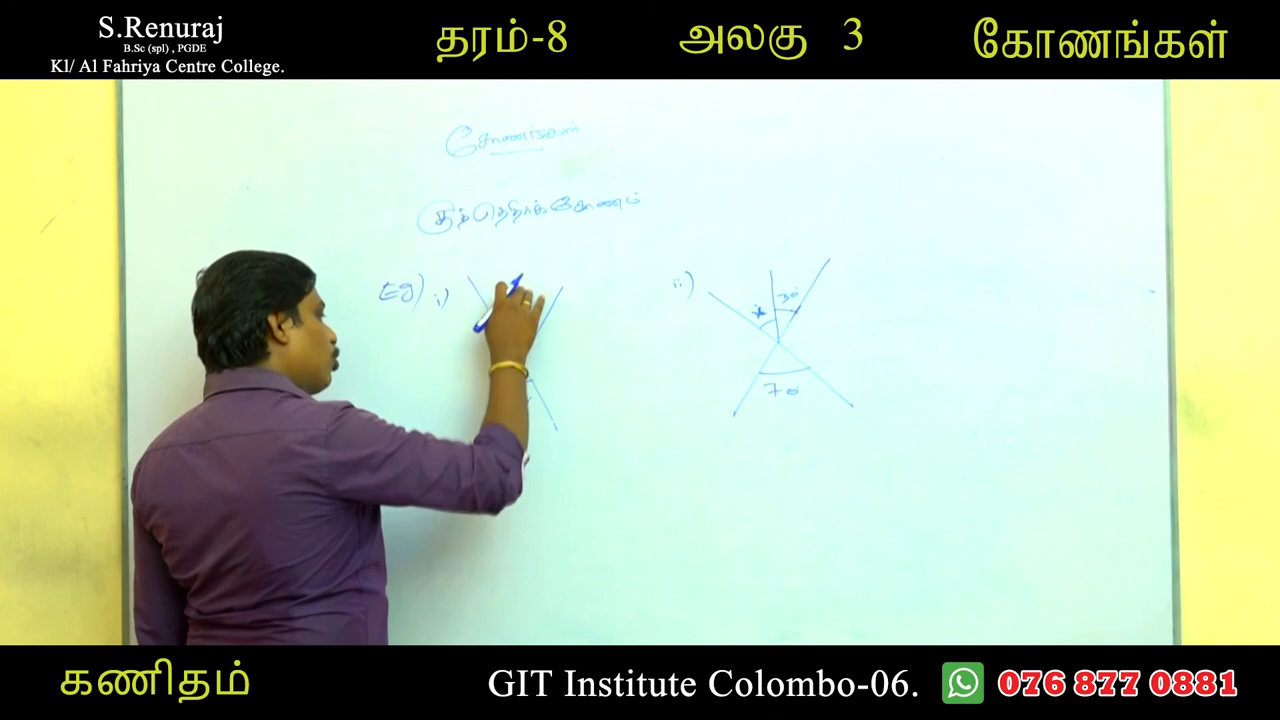 S.Renuraj
B.Sc (spl) , PGDE
Kl/ Al Fahriya Centre College.
தரம்-8 அலகு 3 கோணங்கள்
கோணங்கள்
குத்தெதிர்க்கோணம்
Eg) i)
ii)
x 30
70
கணிதம்
GIT Institute Colombo-06.
076 877 0881